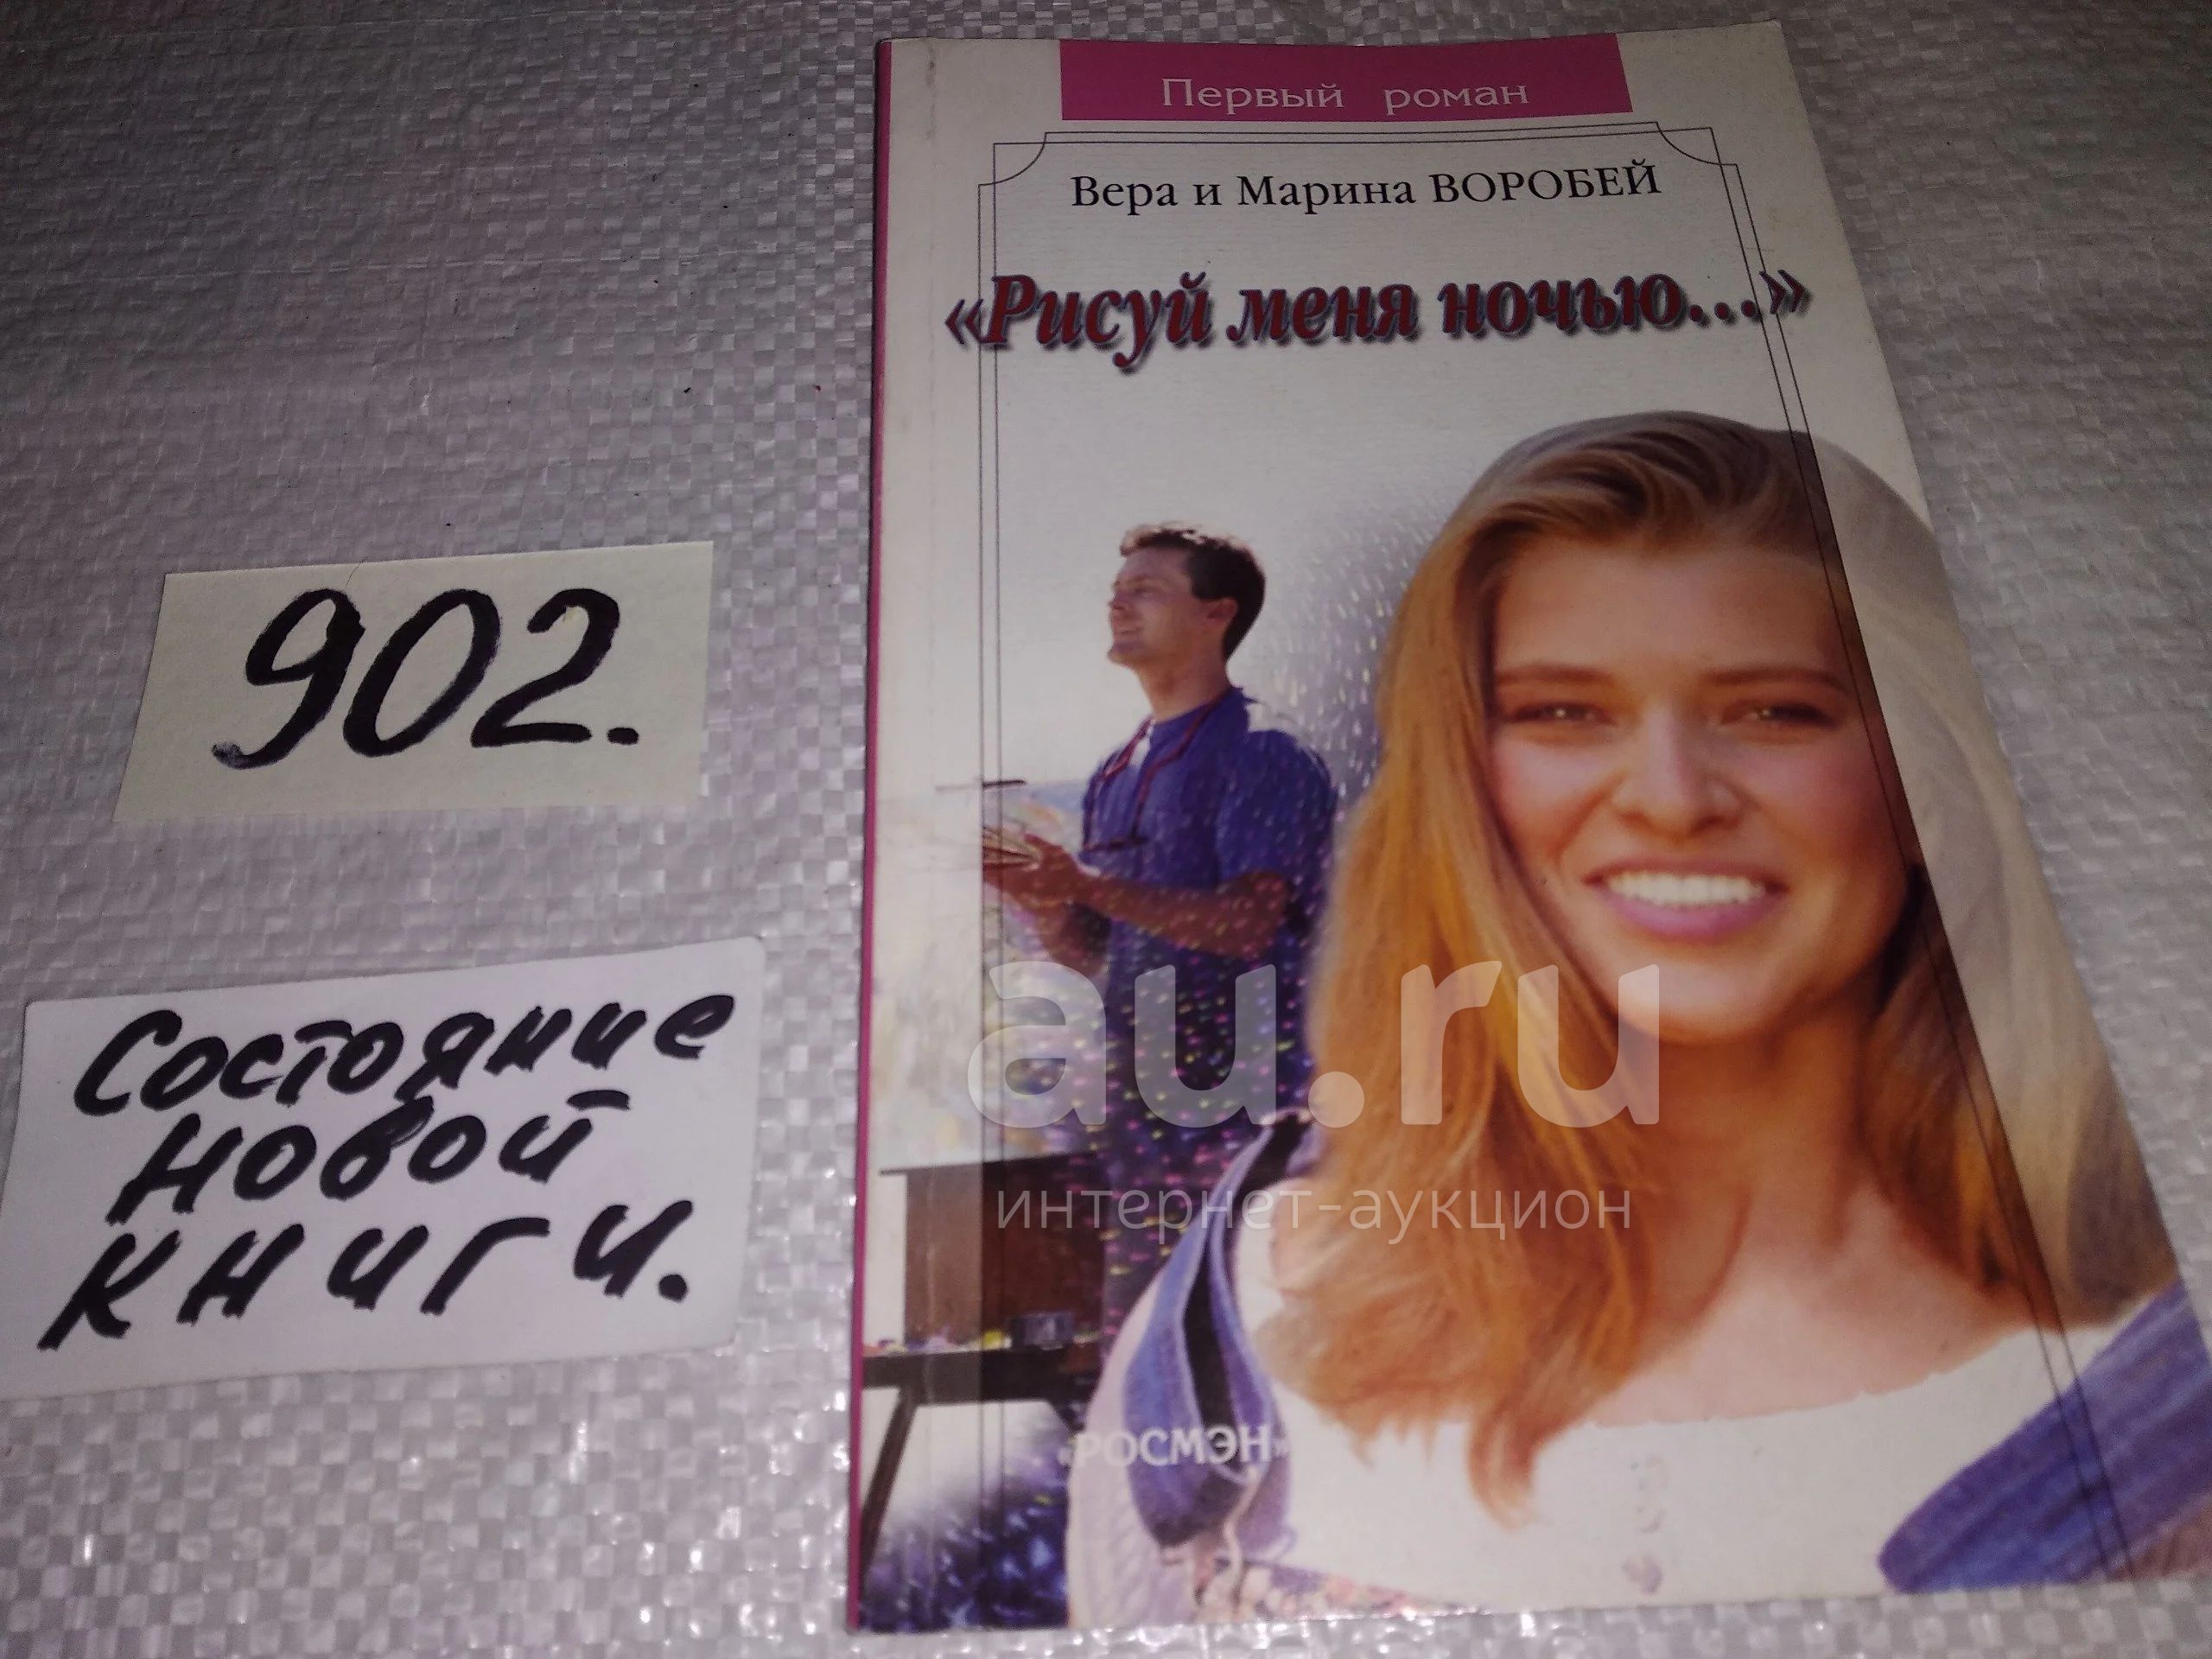 Первый роман
Вера и Марина ВОРОБЕЙ
«Рисуй меня ночью...»
902.
Состояние
новой
книги.
au.ru
интернет-аукцион
«РОСМЭН»